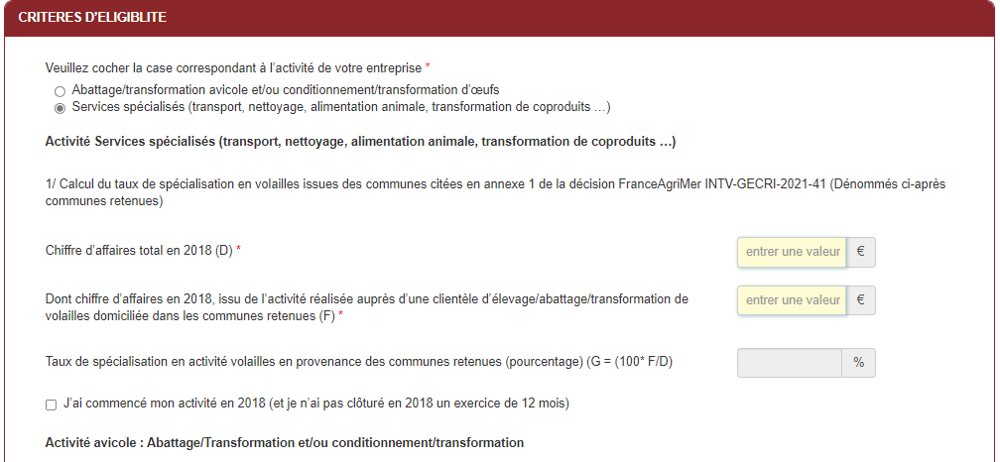 CRITERES D'ELIGIBLITE
Veuillez cocher la case correspondant à l'activité de votre entreprise *
Abattage/transformation avicole et/ou conditionnement/transformation d'œufs
Services spécialisés (transport, nettoyage, alimentation animale, transformation de coproduits …)
Activité Services spécialisés (transport, nettoyage, alimentation animale, transformation de coproduits …)
1/ Calcul du taux de spécialisation en volailles issues des communes citées en annexe 1 de la décision FranceAgriMer INTV-GECRI-2021-41 (Dénommés ci-après
communes retenues)
Chiffre d'affaires total en 2018 (D) * entrer une valeur €
Dont chiffre d'affaires en 2018, issu de l'activité réalisée auprès d'une clientèle d'élevage/abattage/transformation de
volailles domiciliée dans les communes retenues (F) * entrer une valeur €
Taux de spécialisation en activité volailles en provenance des communes retenues (pourcentage) (G = (100* F/D) %
J'ai commencé mon activité en 2018 (et je n'ai pas clôturé en 2018 un exercice de 12 mois)
Activité avicole : Abattage/Transformation et/ou conditionnement/transformation